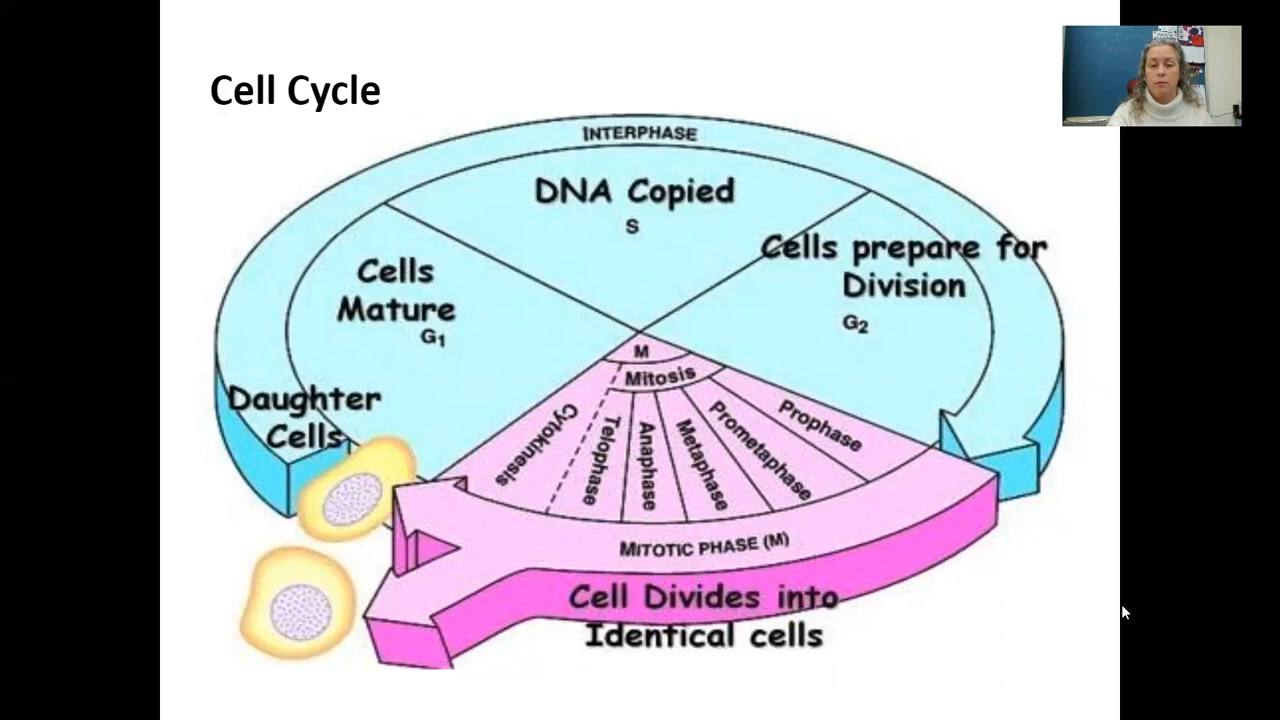 Cell Cycle
INTERPHASE
DNA Copied
S
Cells prepare for
Division
G2
Cells
Mature
G1
M
Mitosis
Prophase
Prometaphase
Metaphase
Anaphase
Telophase
Cytokinesis
Daughter
Cells
MITOTIC PHASE (M)
Cell Divides into
Identical cells